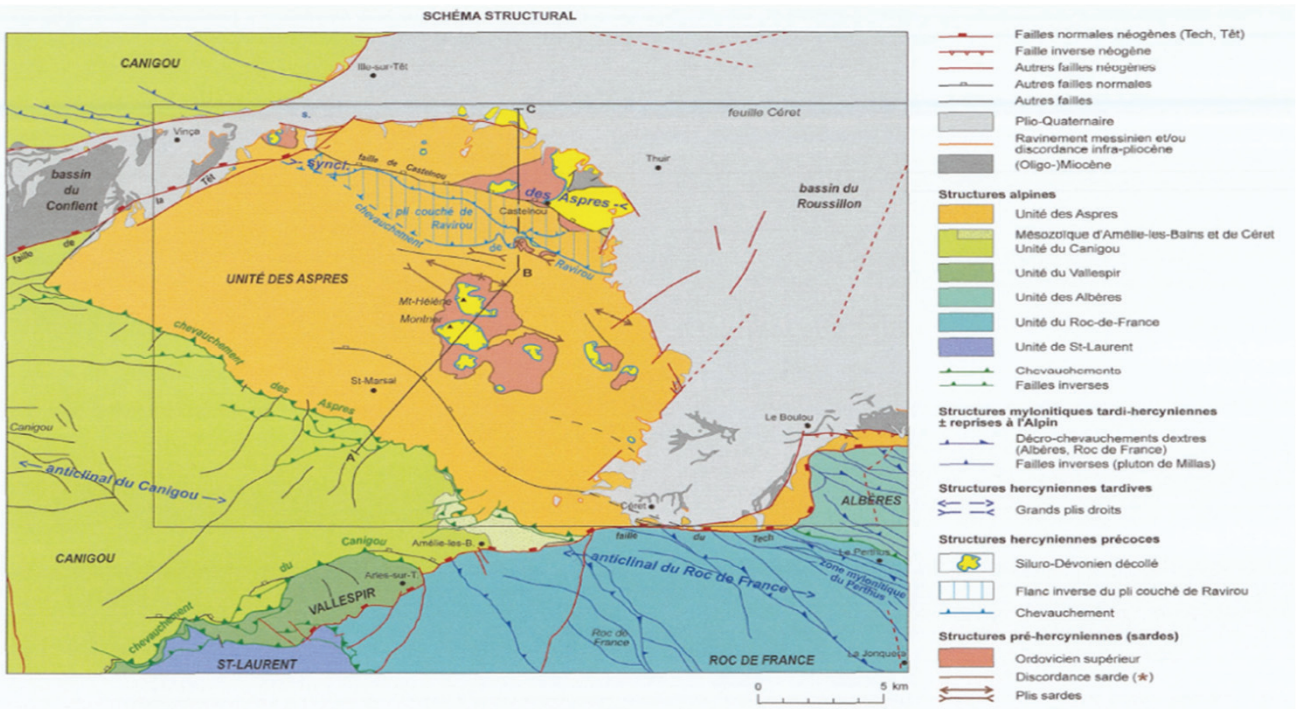 SCHÉMA STRUCTURAL
CANIGOU
Ille-sur-Têt
C
feuille Céret
s.
Vinça
Thuir
bassin
du
Conflent
la
Têt
faille
de
synct.
faille de Castelnou
des Aspres
Castelnou
pli couché de
Ravirou
chevauchement
de
Ravirou
bassin du
Roussillon
UNITÉ DES ASPRES
B
Mt-Hélène
Montner
chevauchement
des
Aspres
St-Marsal
Canigou
A
anticlinal du Canigou
Le Boulou
Céret
ALBÈRES
CANIGOU
Amélie-les-B.
faille
du
Tech
Canigou
du
chevauchement
Arles-sur-T.
VALLESPIR
anticlinal du Roc de France
Le Perthus
zone mylonitique
du Perthus
Roc de
France
ST-LAURENT
ROC DE FRANCE
La Jonquera
0
5 km
Failles normales néogènes (Tech, Têt)
Faille inverse néogène
Autres failles néogènes
Autres failles normales
Autres failles
Plio-Quaternaire
Ravinement messinien et/ou
discordance infra-pliocène
(Oligo-)Miocène
Structures alpines
Unité des Aspres
Mésozoïque d'Amélie-les-Bains et de Céret
Unité du Canigou
Unité du Vallespir
Unité des Albères
Unité du Roc-de-France
Unité de St-Laurent
Chevauchements
Failles inverses
Structures mylonitiques tardi-hercyniennes
± reprises à l'Alpin
Décro-chevauchements dextres
(Albères, Roc de France)
Failles inverses (pluton de Millas)
Structures hercyniennes tardives
Grands plis droits
Structures hercyniennes précoces
Siluro-Dévonien décollé
Flanc inverse du pli couché de Ravirou
Chevauchement
Structures pré-hercyniennes (sardes)
Ordovicien supérieur
Discordance sarde (*)
Plis sardes